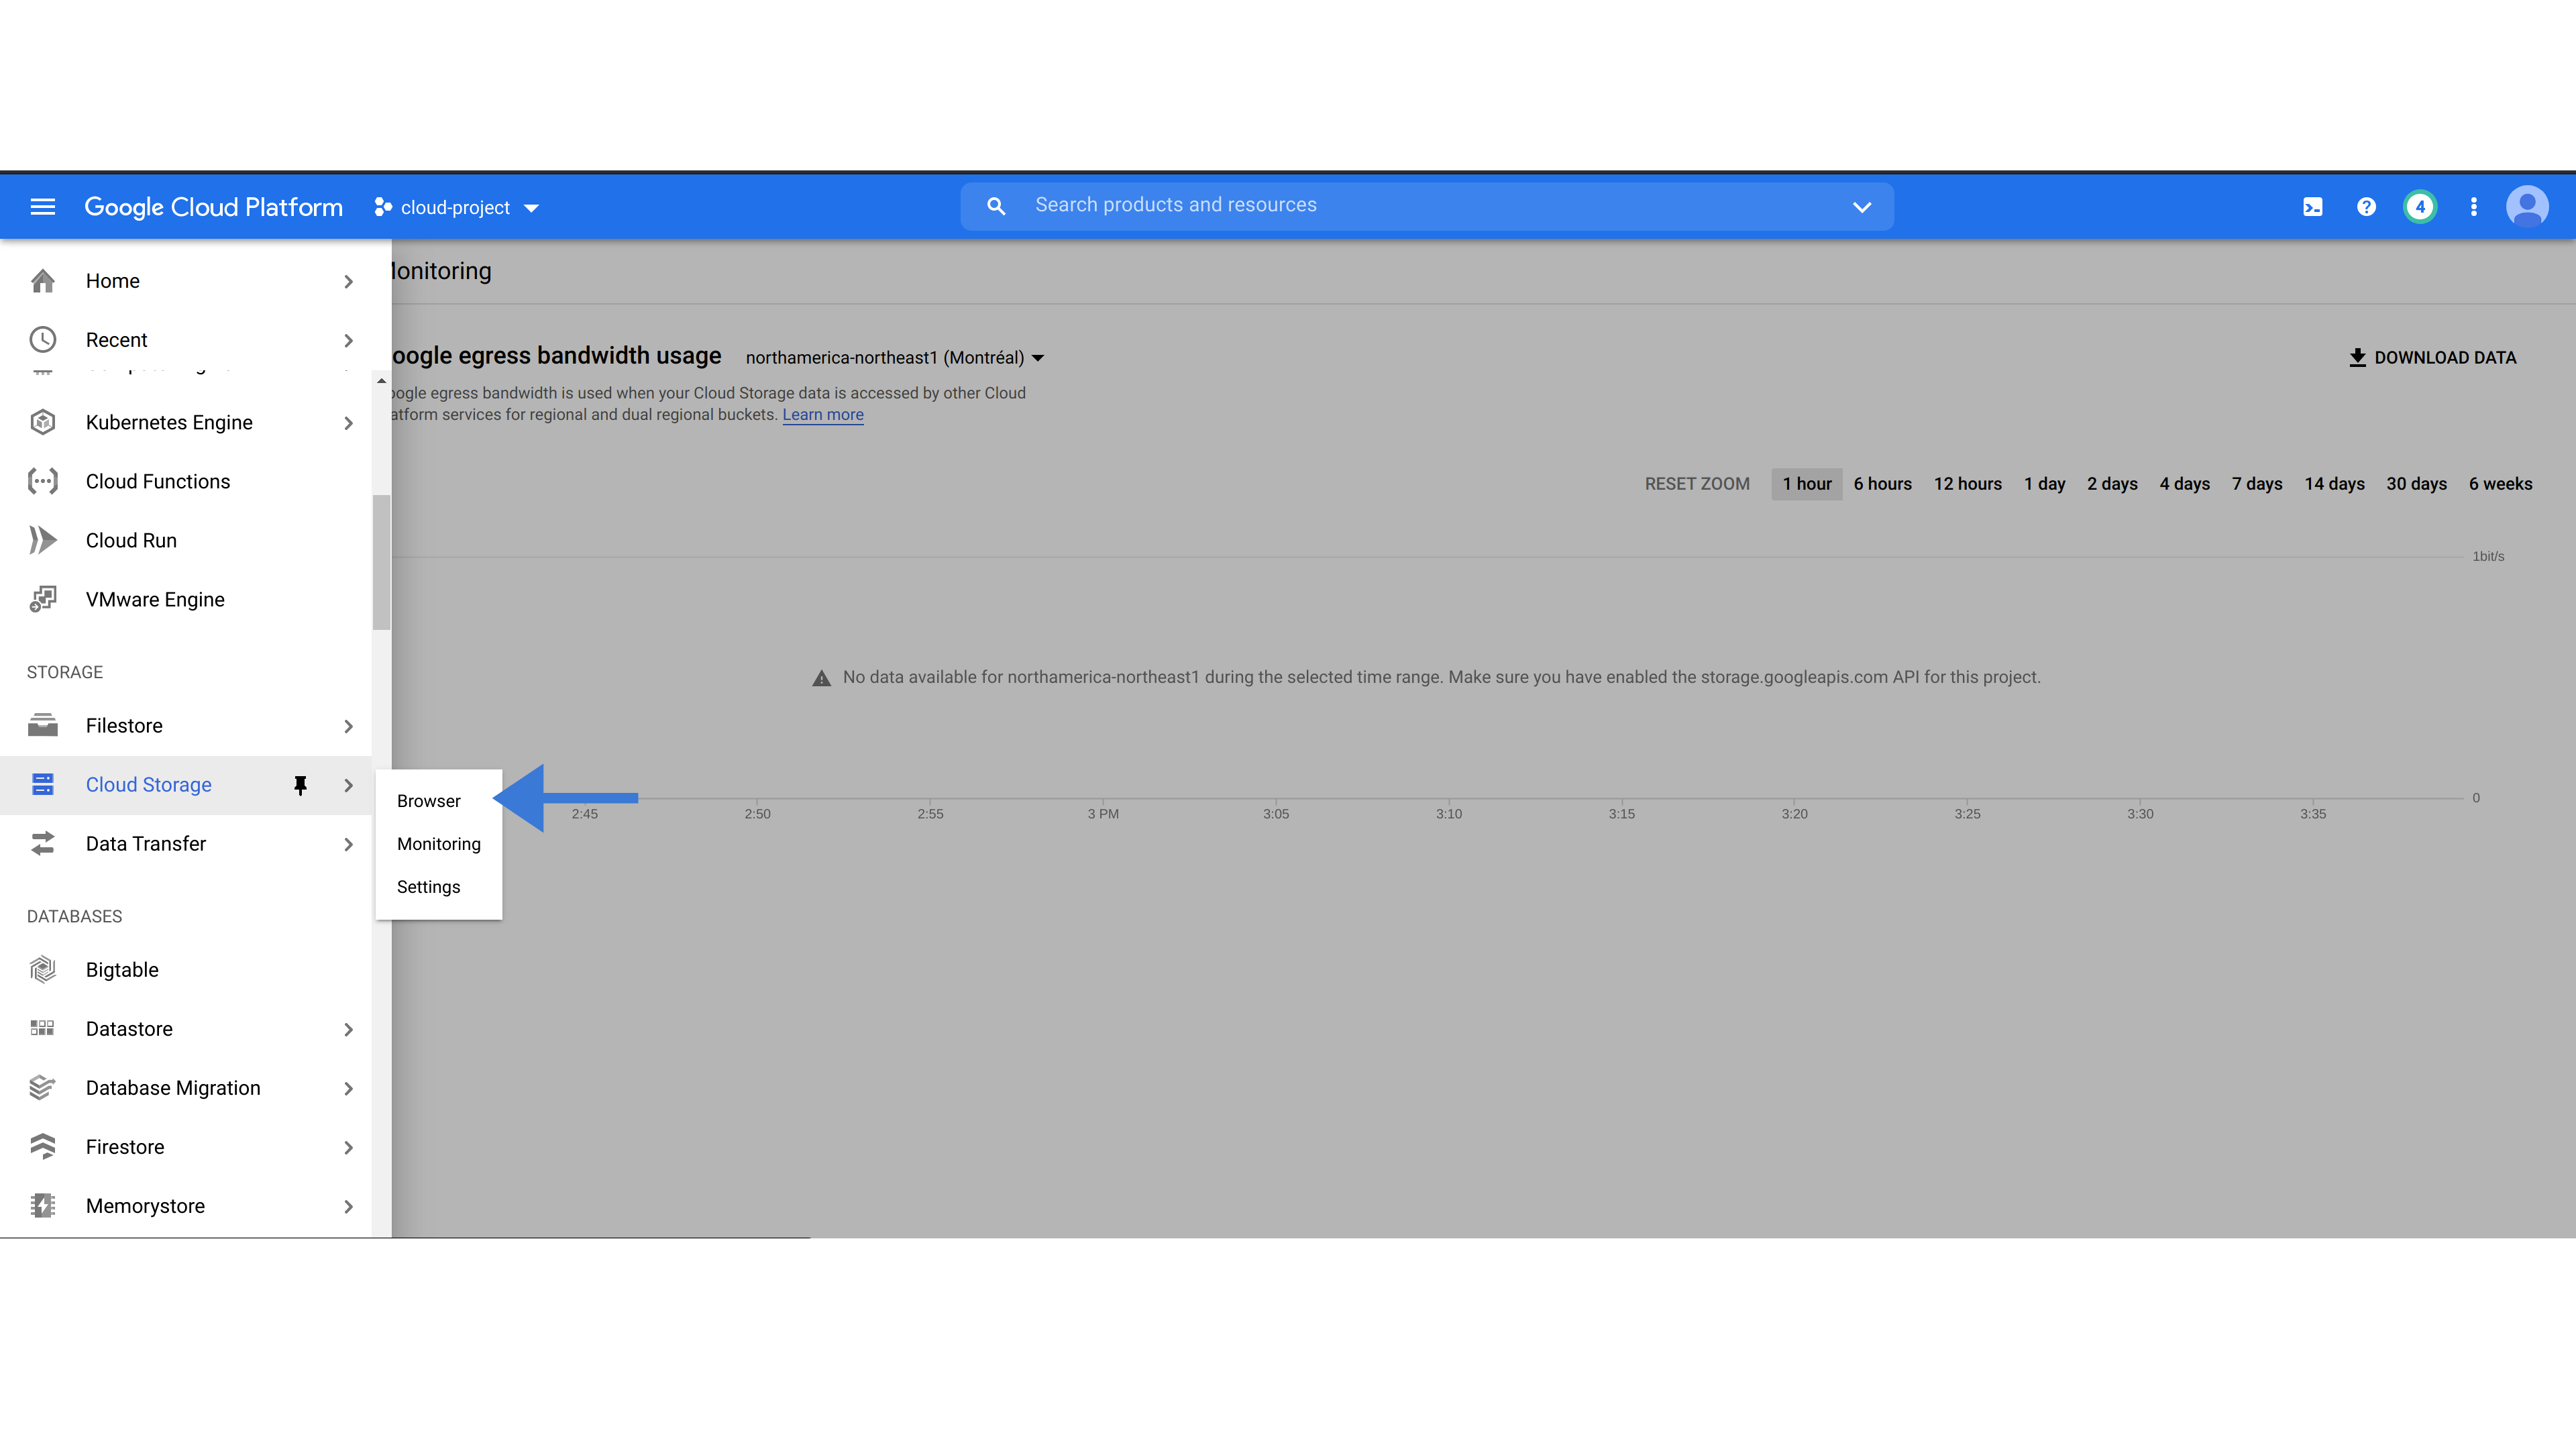 Google Cloud Platform
cloud-project
Search products and resources
4
Home
Recent
Kubernetes Engine
Cloud Functions
Cloud Run
VMware Engine
STORAGE
Filestore
Cloud Storage
Data Transfer
DATABASES
Bigtable
Datastore
Database Migration
Firestore
Memorystore
Browser
Monitoring
Settings
onitoring
oogle egress bandwidth usage
northamerica-northeast1 (Montréal)
DOWNLOAD DATA
oogle egress bandwidth is used when your Cloud Storage data is accessed by other Cloud
atform services for regional and dual regional buckets. Learn more
RESET ZOOM 1 hour 6 hours 12 hours 1 day 2 days 4 days 7 days 14 days 30 days 6 weeks
1bit/s
No data available for northamerica-northeast1 during the selected time range. Make sure you have enabled the storage.googleapis.com API for this project.
0
2:45 2:50 2:55 3 PM 3:05 3:10 3:15 3:20 3:25 3:30 3:35